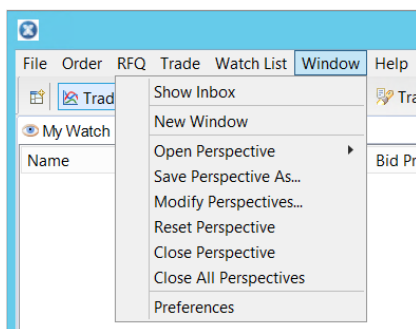 File Order RFQ Trade Watch List Window Help
Trad
Show Inbox
Tra
New Window
My Watch
Open Perspective
Name
Bid Pr
Save Perspective As...
Modify Perspectives...
Reset Perspective
Close Perspective
Close All Perspectives
Preferences